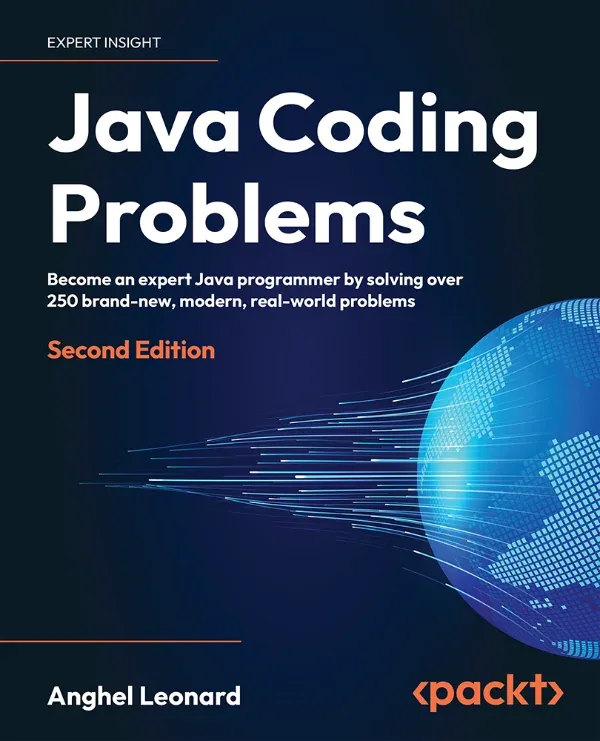 EXPERT INSIGHT
Java Coding
Problems
Become an expert Java programmer by solving over
250 brand-new, modern, real-world problems
Second Edition
Anghel Leonard
<packt>